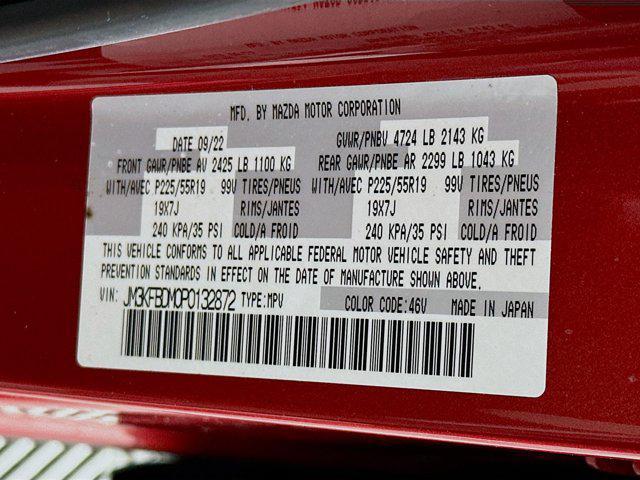 MFD. BY MAZDA MOTOR CORPORATION
DATE 09/22 GVWR/PNBV 4724 LB 2143 KG
FRONT GAWR/PNBE AV 2425 LB 1100 KG REAR GAWR/PNBE AR 2299 LB 1043 KG
WITH/AVEC P225/55R19 99V TIRES/PNEUS WITH/AVEC P225/55R19 99V TIRES/PNEUS
19X7J RIMS/JANTES 19X7J RIMS/JANTES
240 KPA/35 PSI COLD/A FROID 240 KPA/35 PSI COLD/A FROID
THIS VEHICLE CONFORMS TO ALL APPLICABLE FEDERAL MOTOR VEHICLE SAFETY AND THEFT
PREVENTION STANDARDS IN EFFECT ON THE DATE OF MANUFACTURE SHOWN ABOVE.
VIN: JM3KFBDM0P0132872 TYPE:MPV COLOR CODE:46V MADE IN JAPAN